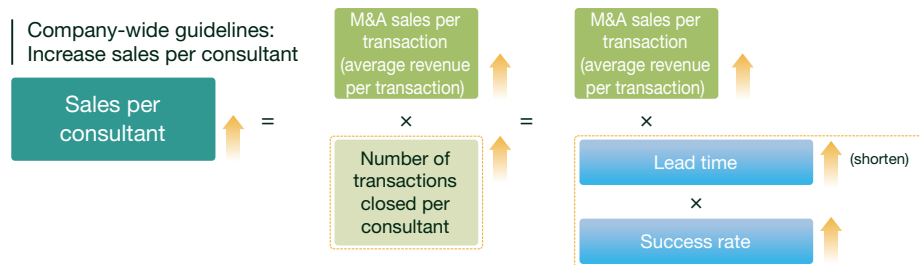 Company-wide guidelines:
Increase sales per consultant
Sales per
consultant
=
M&A sales per
transaction
(average revenue
per transaction)
×
Number of
transactions
closed per
consultant
=
M&A sales per
transaction
(average revenue
per transaction)
×
Lead time
(shorten)
×
Success rate